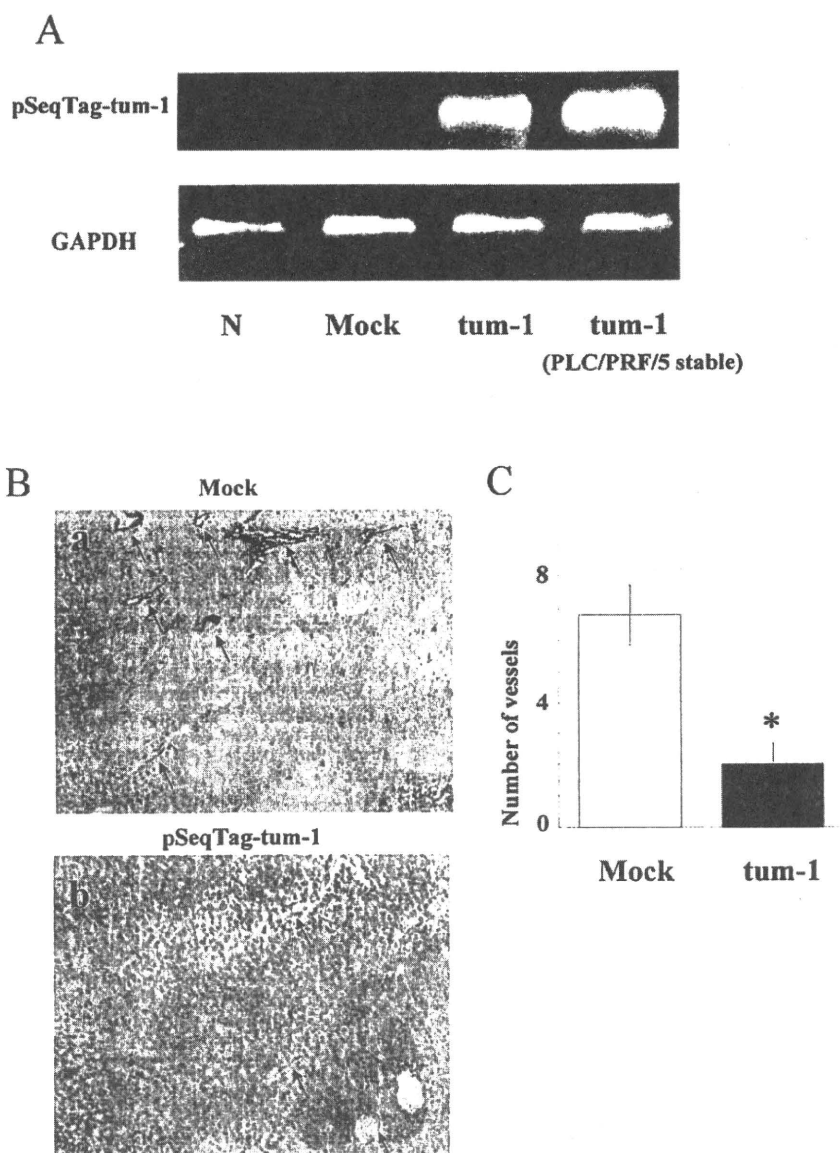 A
pSeqTag-tum-1
GAPDH
N Mock tum-1 tum-1
(PLC/PRF/5 stable)
B
Mock
a
pSeqTag-tum-1
b
C
Number of vessels
8
4
0
*
Mock tum-1